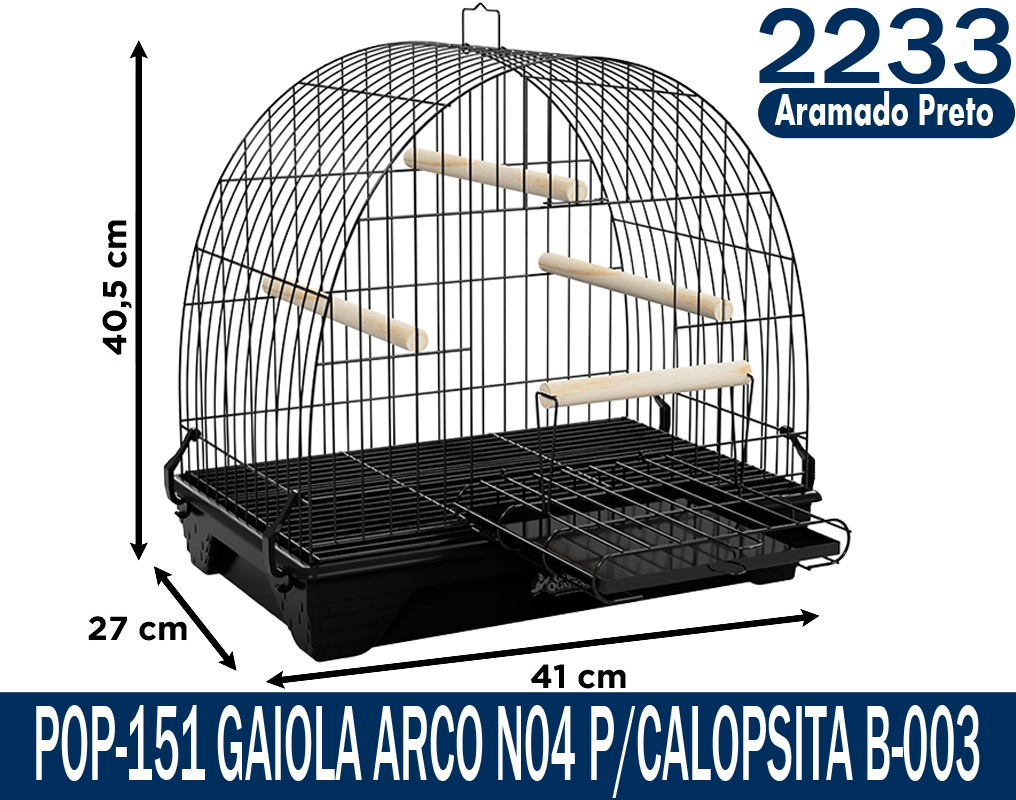 2233
Aramado Preto
40,5 cm
27 cm
41 cm
POP-151 GAIOLA ARCO N04 P/CALOPSITA B-003